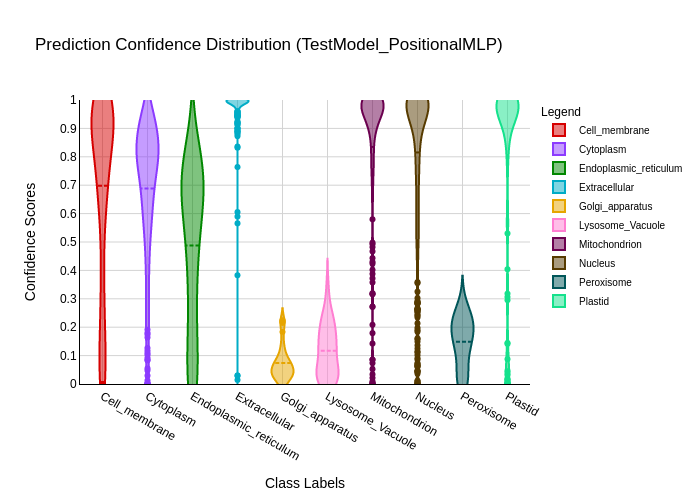 Prediction Confidence Distribution (TestModel_PositionalMLP)
Confidence Scores
1
0.9
0.8
0.7
0.6
0.5
0.4
0.3
0.2
0.1
0
Cell_membrane
Cytoplasm
Endoplasmic_reticulum
Extracellular
Golgi_apparatus
Lysosome_Vacuole
Mitochondrion
Nucleus
Peroxisome
Plastid
Class Labels
Legend
Cell_membrane
Cytoplasm
Endoplasmic_reticulum
Extracellular
Golgi_apparatus
Lysosome_Vacuole
Mitochondrion
Nucleus
Peroxisome
Plastid